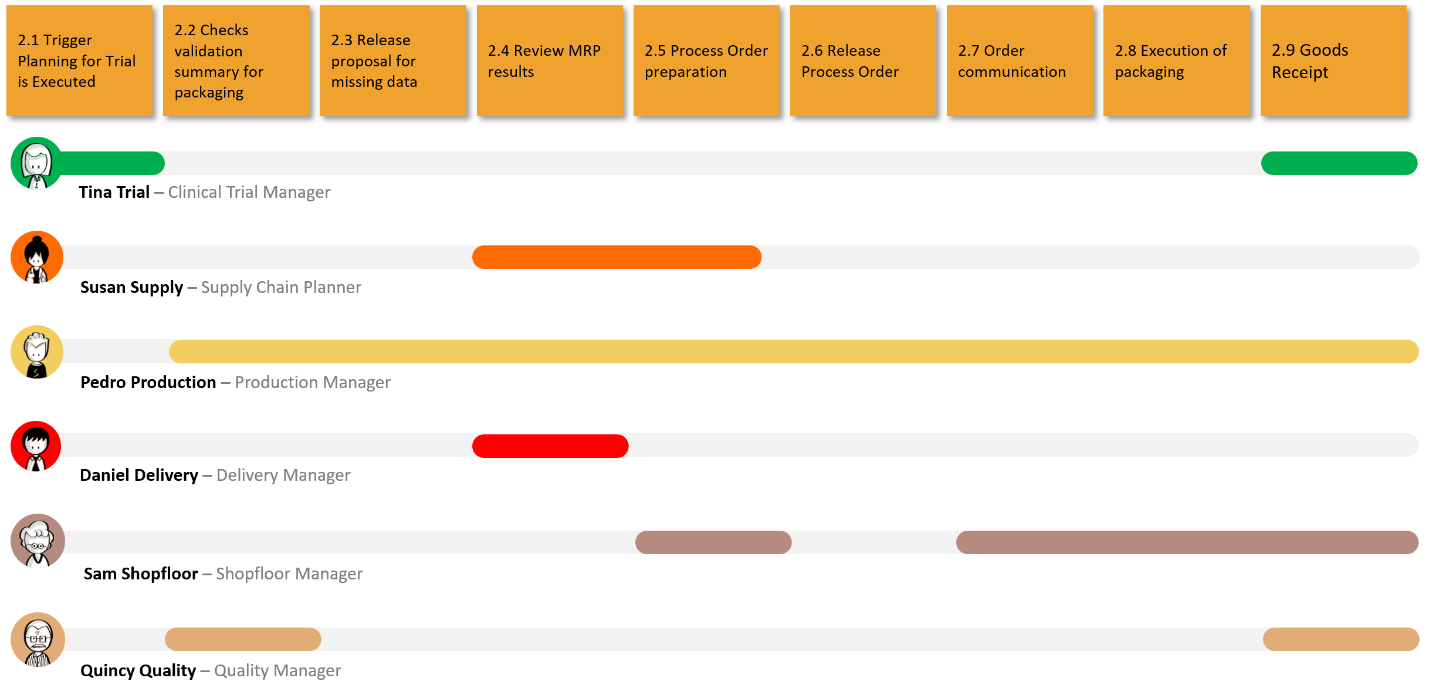 2.1 Trigger
Planning for Trial
is Executed
2.2 Checks
validation
summary for
packaging
2.3 Release
proposal for
missing data
2.4 Review MRP
results
2.5 Process Order
preparation
2.6 Release
Process Order
2.7 Order
communication
2.8 Execution of
packaging
2.9 Goods
Receipt
Tina Trial – Clinical Trial Manager
Susan Supply – Supply Chain Planner
Pedro Production – Production Manager
Daniel Delivery – Delivery Manager
Sam Shopfloor – Shopfloor Manager
Quincy Quality – Quality Manager